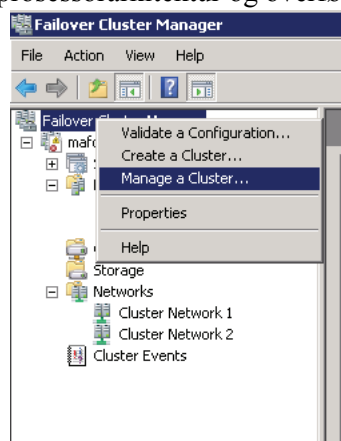 Failover Cluster Manager
File Action View Help
Failover
Validate a Configuration...
Create a Cluster...
Manage a Cluster...
Properties
Help
Storage
Networks
Cluster Network 1
Cluster Network 2
Cluster Events